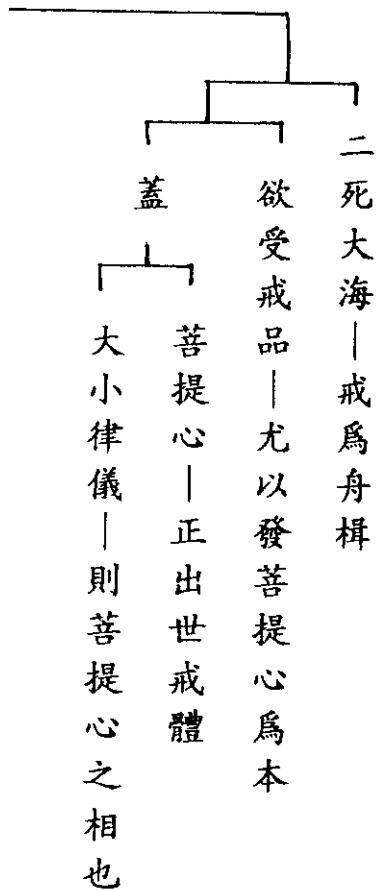 二死大海—戒爲舟楫
欲受戒品—尤以發菩提心爲本
蓋
菩提心—正出世戒體
大小律儀—則菩提心之相也